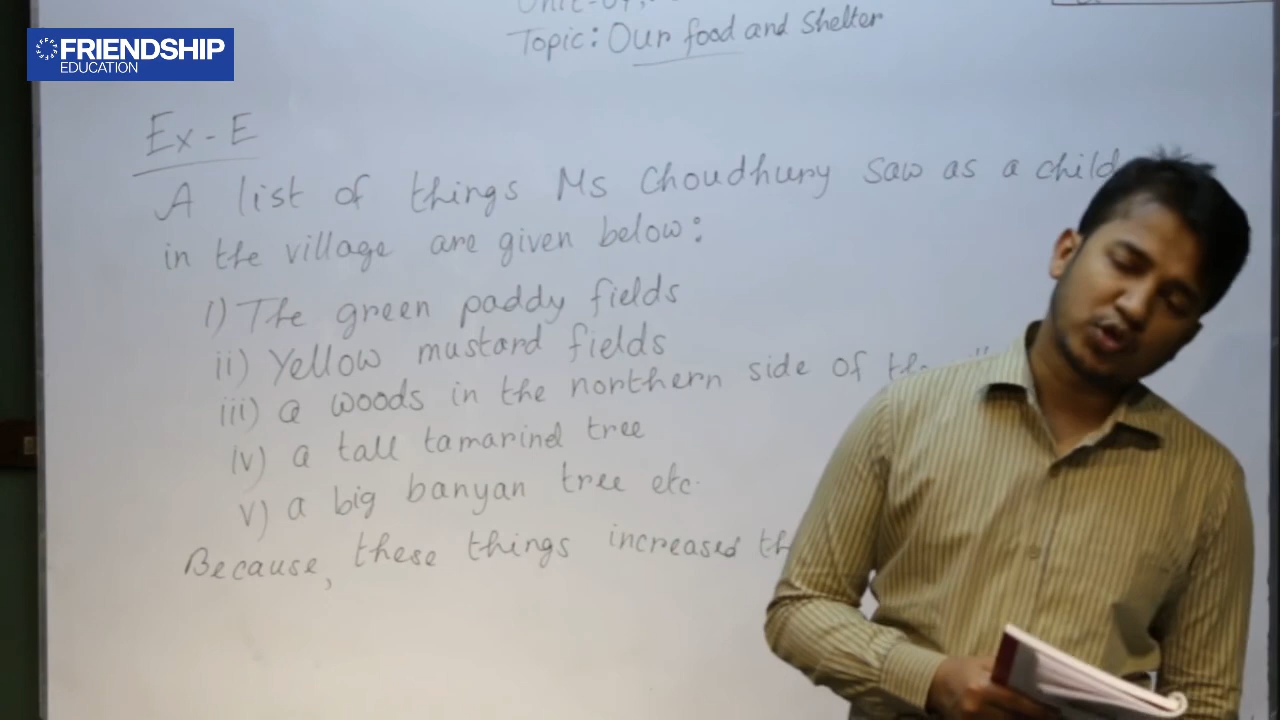 FRIENDSHIP
EDUCATION
Topic: Our food and Shelter
Ex-E
A list of things Ms Choudhury saw as a child
in the village are given below:
i) The green paddy fields
ii) Yellow mustard fields
iii) a woods in the northern side of
iv) a tall tamarind tree
v) a big banyan tree etc.
Because, these things increased